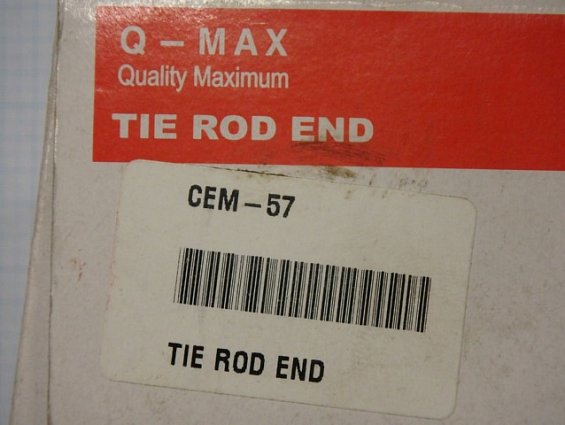 Q – MAX
Quality Maximum
TIE ROD END
CEM–57
TIE ROD END